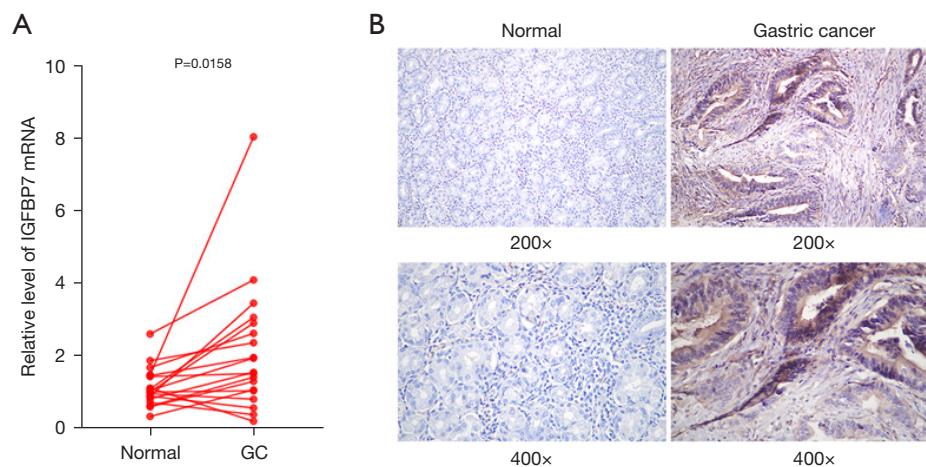 A
P=0.0158
Relative level of IGFBP7 mRNA
10
8
6
4
2
0
Normal
GC
B
Normal
Gastric cancer
200×
200×
400×
400×